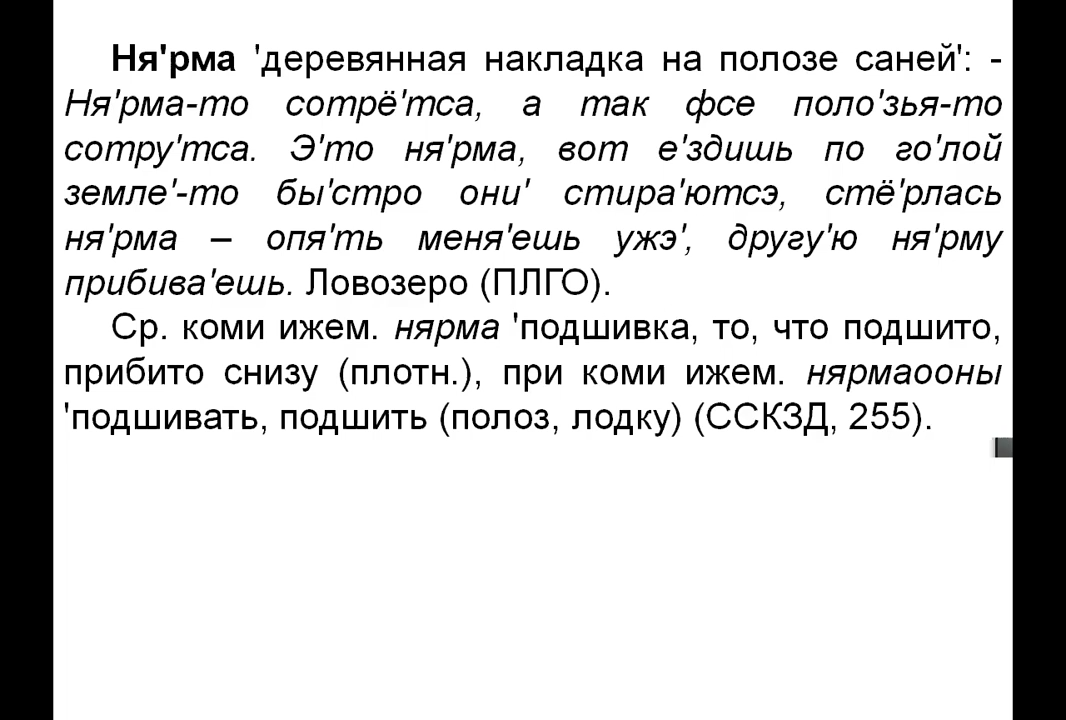 Ня'рма 'деревянная накладка на полозе саней': -
Ня'рма-то сотрё'тса, а так фсе поло'зья-то
сотру'тса. Э'то ня'рма, вот е'здишь по го'лой
земле'-то бы'стро они' стира'ютсэ, стё'рлась
ня'рма – опя'ть меня'ешь ужэ', другу'ю ня'рму
прибива'ешь. Ловозеро (ПЛГО).
Ср. коми ижем. нярма 'подшивка, то, что подшито,
прибито снизу (плотн.), при коми ижем. нярмаооны
'подшивать, подшить (полоз, лодку) (ССКЗД, 255).